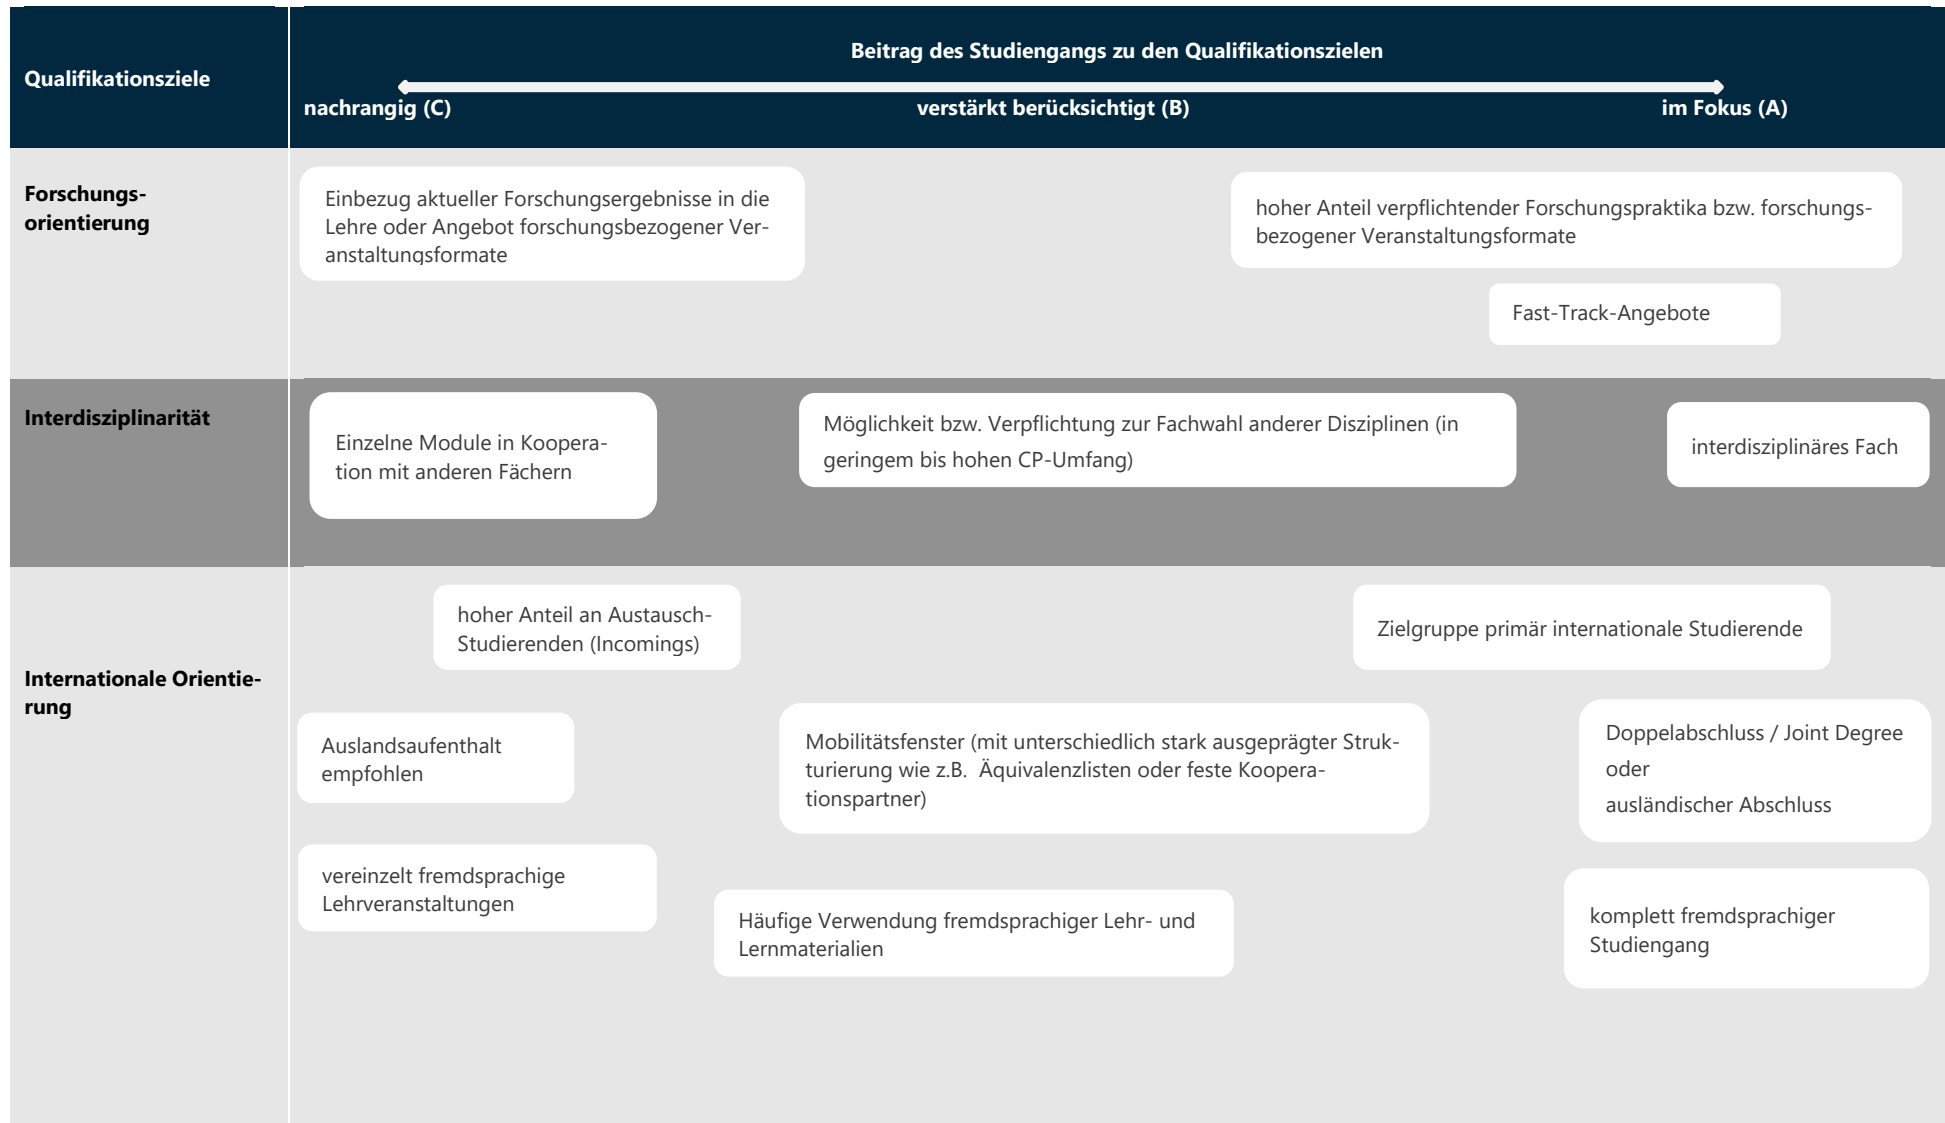 Qualifikationsziele
Beitrag des Studiengangs zu den Qualifikationszielen
nachrangig (C)
verstärkt berücksichtigt (B)
im Fokus (A)
Forschungs-
orientierung
Einbezug aktueller Forschungsergebnisse in die
Lehre oder Angebot forschungsbezogener Ver-
anstaltungsformate
hoher Anteil verpflichtender Forschungspraktika bzw. forschungs-
bezogener Veranstaltungsformate
Fast-Track-Angebote
Interdisziplinarität
Einzelne Module in Koopera-
tion mit anderen Fächern
Möglichkeit bzw. Verpflichtung zur Fachwahl anderer Disziplinen (in
geringem bis hohen CP-Umfang)
interdisziplinäres Fach
Internationale Orientie-
rung
hoher Anteil an Austausch-
Studierenden (Incomings)
Zielgruppe primär internationale Studierende
Auslandsaufenthalt
empfohlen
Mobilitätsfenster (mit unterschiedlich stark ausgeprägter Struk-
turierung wie z.B. Äquivalenzlisten oder feste Koopera-
tionspartner)
Doppelabschluss / Joint Degree
oder
ausländischer Abschluss
vereinzelt fremdsprachige
Lehrveranstaltungen
Häufige Verwendung fremdsprachiger Lehr- und
Lernmaterialien
komplett fremdsprachiger
Studiengang